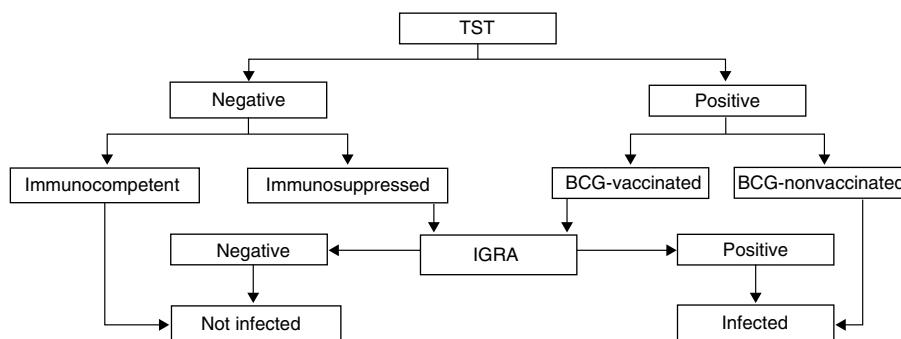 TST
Negative
Positive
Immunocompetent
Immunosuppressed
BCG-vaccinated
BCG-nonvaccinated
Negative
IGRA
Positive
Not infected
Infected